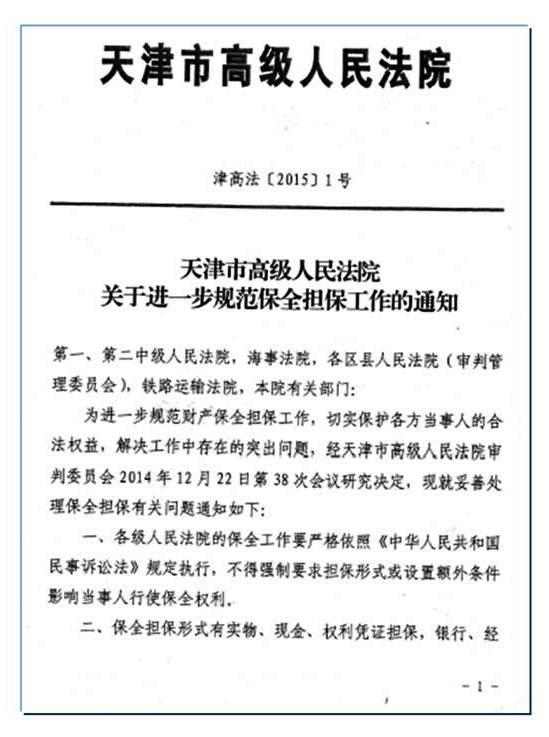 天津市高级人民法院
津高法〔2015〕1号
天津市高级人民法院
关于进一步规范保全担保工作的通知
第一、第二中级人民法院，海事法院，各区县人民法院（审判管
理委员会），铁路运输法院，本院有关部门：
为进一步规范财产保全担保工作，切实保护各方当事人的合
法权益，解决工作中存在的突出问题，经天津市高级人民法院审
判委员会2014年12月22日第38次会议研究决定，现就妥善处
理保全担保有关问题通知如下：
一、各级人民法院的保全工作要严格依照《中华人民共和国
民事诉讼法》规定执行，不得强制要求担保形式或设置额外条件
影响当事人行使保全权利。
二、保全担保形式有实物、现金、权利凭证担保，银行、经
- 1 -